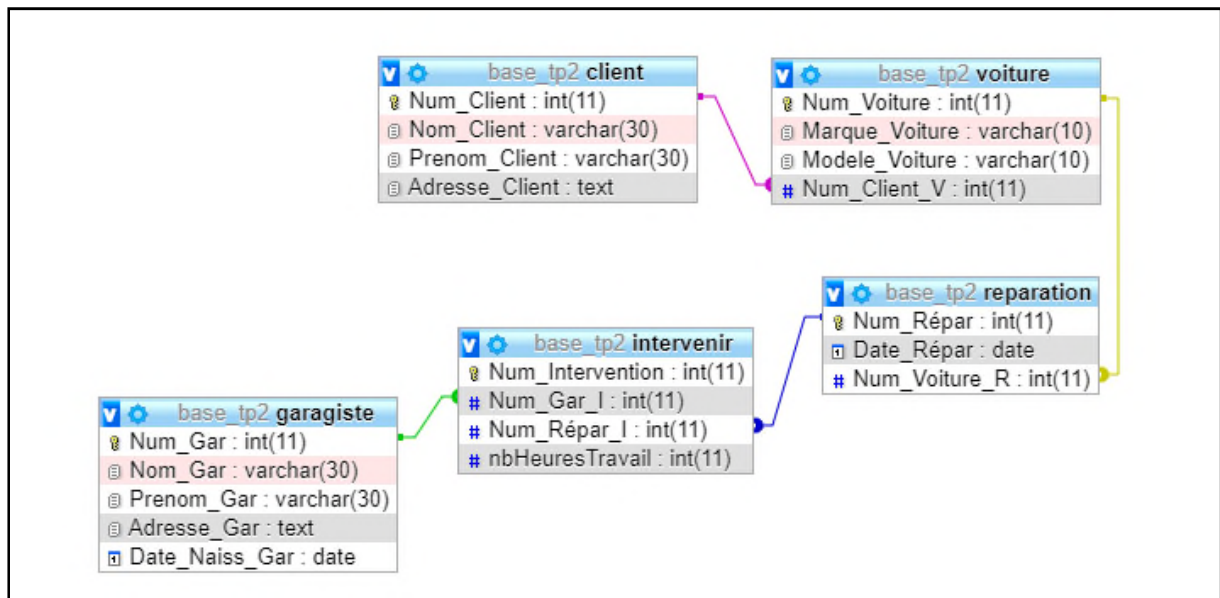 base_tp2 client
Num_Client : int(11)
Nom_Client : varchar(30)
Prenom_Client : varchar(30)
Adresse_Client : text
base_tp2 voiture
Num_Voiture : int(11)
Marque_Voiture : varchar(10)
Modele_Voiture : varchar(10)
# Num_Client_V : int(11)
base_tp2 reparation
Num_Répar : int(11)
Date_Répar : date
# Num_Voiture_R : int(11)
base_tp2 intervenir
Num_Intervention : int(11)
# Num_Gar_I : int(11)
# Num_Répar_I : int(11)
# nbHeuresTravail : int(11)
base_tp2 garagiste
Num_Gar : int(11)
Nom_Gar : varchar(30)
Prenom_Gar : varchar(30)
Adresse_Gar : text
Date_Naiss_Gar : date